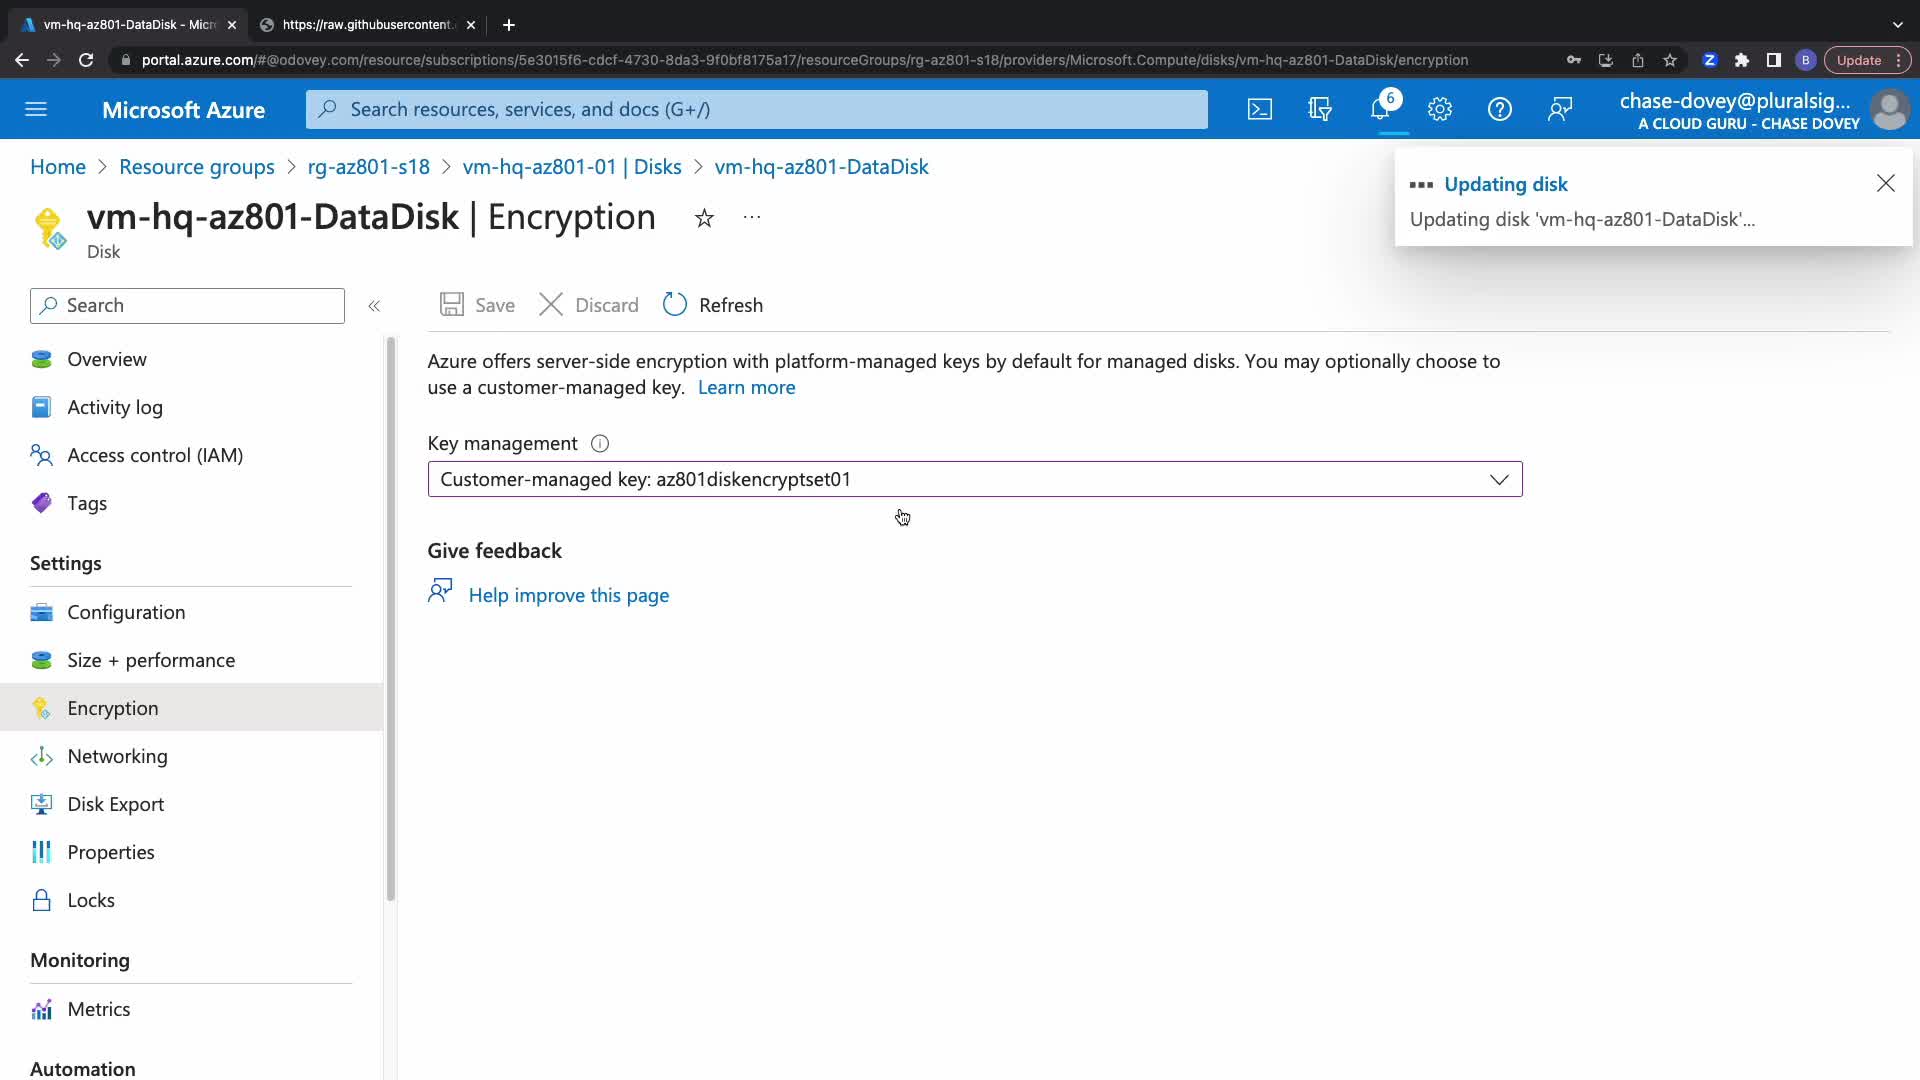 vm-hq-az801-DataDisk - Micr
https://raw.githubusercontent.
portal.azure.com/#@odovey.com/resource/subscriptions/5e3015f6-cdcf-4730-8da3-9f0bf8175a17/resourceGroups/rg-az801-s18/providers/Microsoft.Compute/disks/vm-hq-az801-DataDisk/encryption
Z
B
Update
Microsoft Azure
Search resources, services, and docs (G+/)
6
chase-dovey@pluralsig...
A CLOUD GURU - CHASE DOVEY
Home > Resource groups > rg-az801-s18 > vm-hq-az801-01 | Disks > vm-hq-az801-DataDisk
vm-hq-az801-DataDisk | Encryption
Disk
Updating disk
Updating disk 'vm-hq-az801-DataDisk'...
Search
Save
Discard
Refresh
Overview
Activity log
Access control (IAM)
Tags
Settings
Configuration
Size + performance
Encryption
Networking
Disk Export
Properties
Locks
Monitoring
Metrics
Automation
Azure offers server-side encryption with platform-managed keys by default for managed disks. You may optionally choose to
use a customer-managed key. Learn more
Key management
Customer-managed key: az801diskencryptset01
Give feedback
Help improve this page